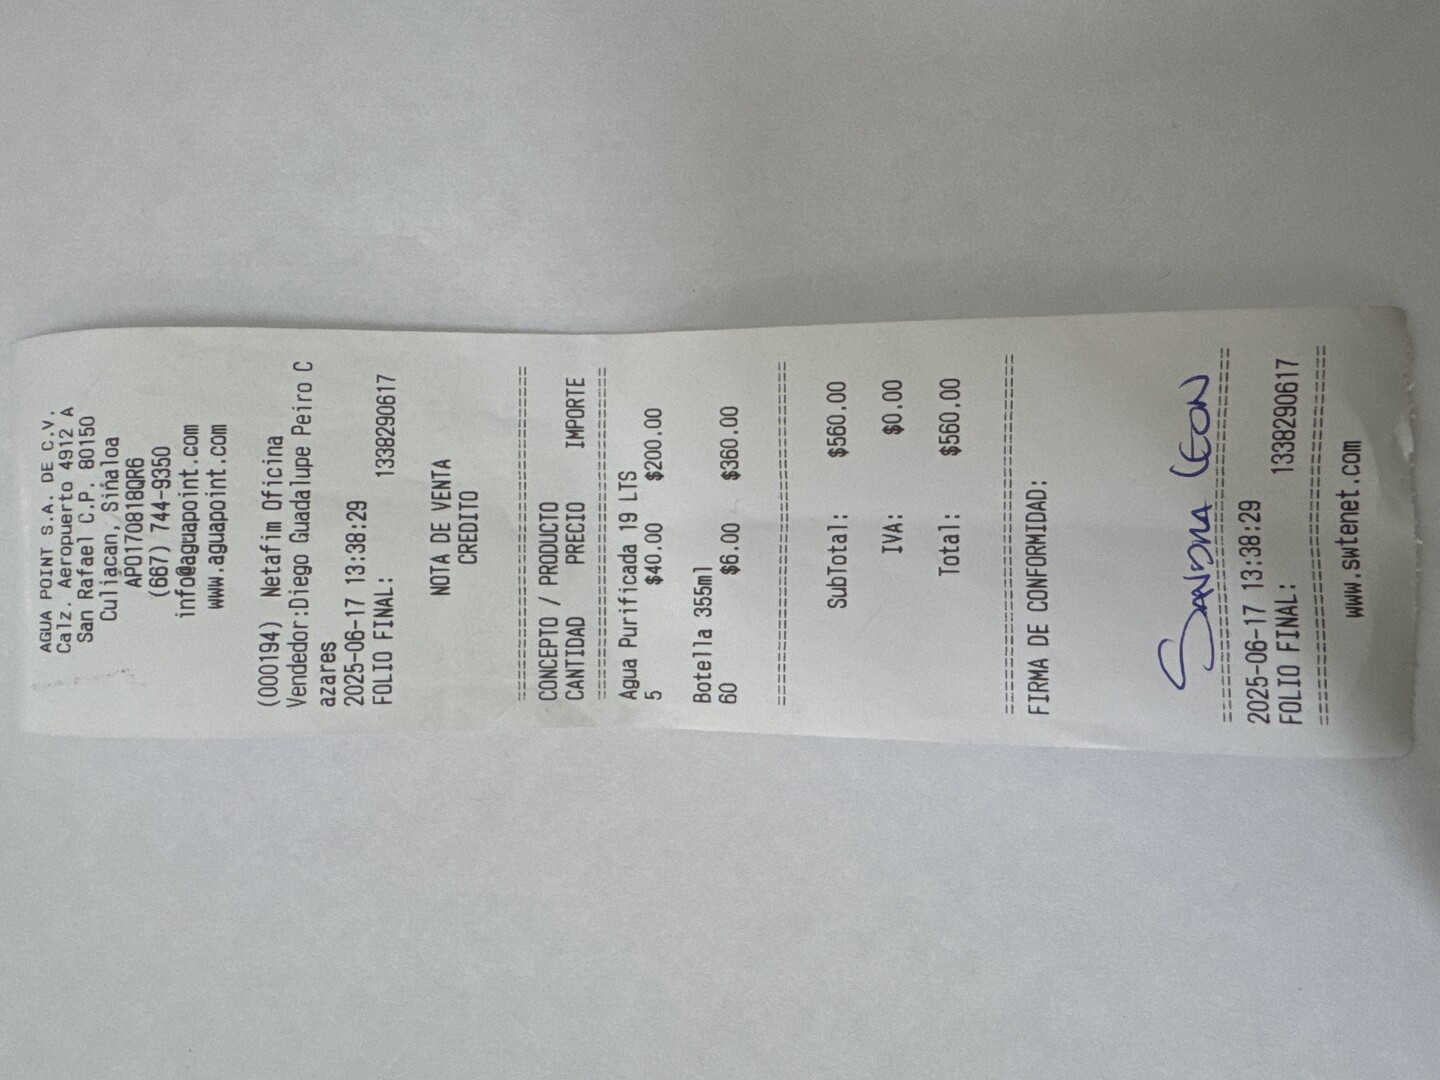 AGUA POINT S.A. DE C.V.
Calz. Aeropuerto 4912 A
San Rafael C.P. 80150
Culiacan, Sinaloa
APO170818QR6
(667) 744-9350
info@aguapoint.com
www.aguapoint.com
(000194) Netafim Oficina
Vendedor:Diego Guadalupe Peiro C
azares
2025-06-17 13:38:29
FOLIO FINAL: 1338290617
NOTA DE VENTA
CREDITO
================================
CONCEPTO / PRODUCTO
CANTIDAD PRECIO IMPORTE
================================
Agua Purificada 19 LTS
5 $40.00 $200.00
Botella 355ml
60 $6.00 $360.00
================================
SubTotal: $560.00
IVA: $0.00
Total: $560.00
================================
FIRMA DE CONFORMIDAD:
SANDRA LEON
================================
2025-06-17 13:38:29
FOLIO FINAL: 1338290617
================================
www.swtenet.com